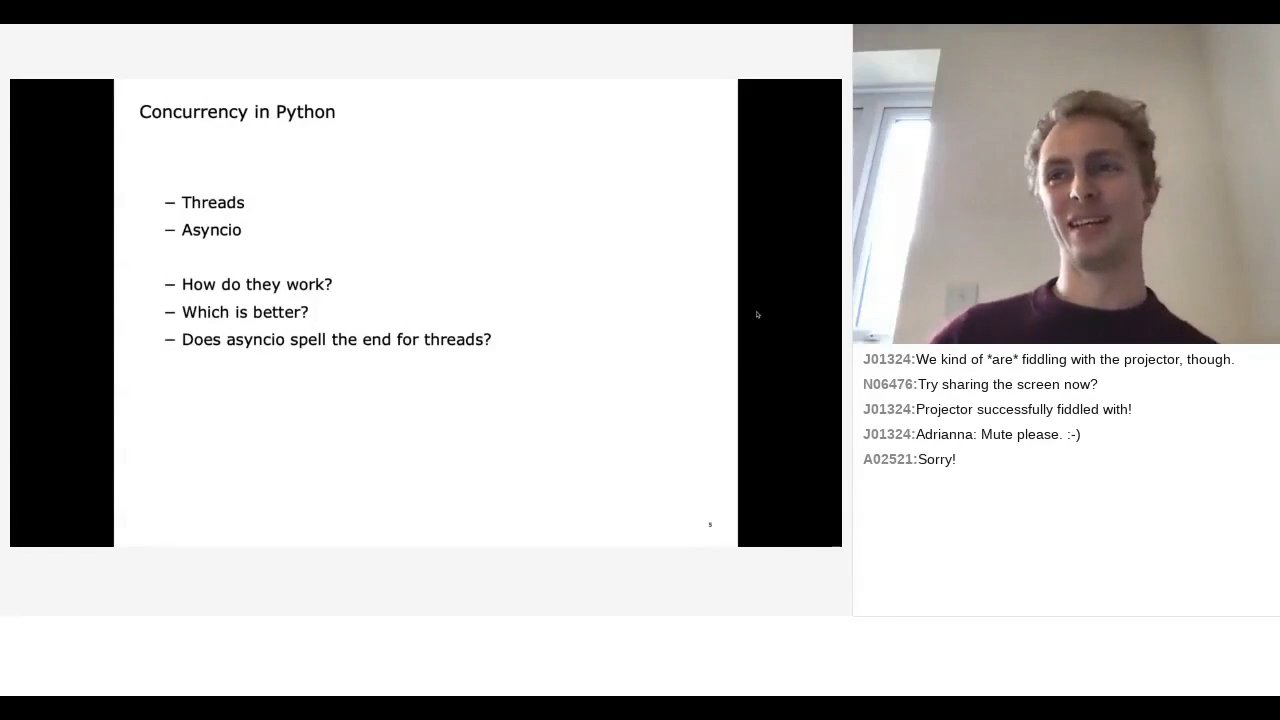 Concurrency in Python
– Threads
– Asyncio
– How do they work?
– Which is better?
– Does asyncio spell the end for threads?
5
J01324:We kind of *are* fiddling with the projector, though.
N06476:Try sharing the screen now?
J01324:Projector successfully fiddled with!
J01324:Adrianna: Mute please. :-)
A02521:Sorry!